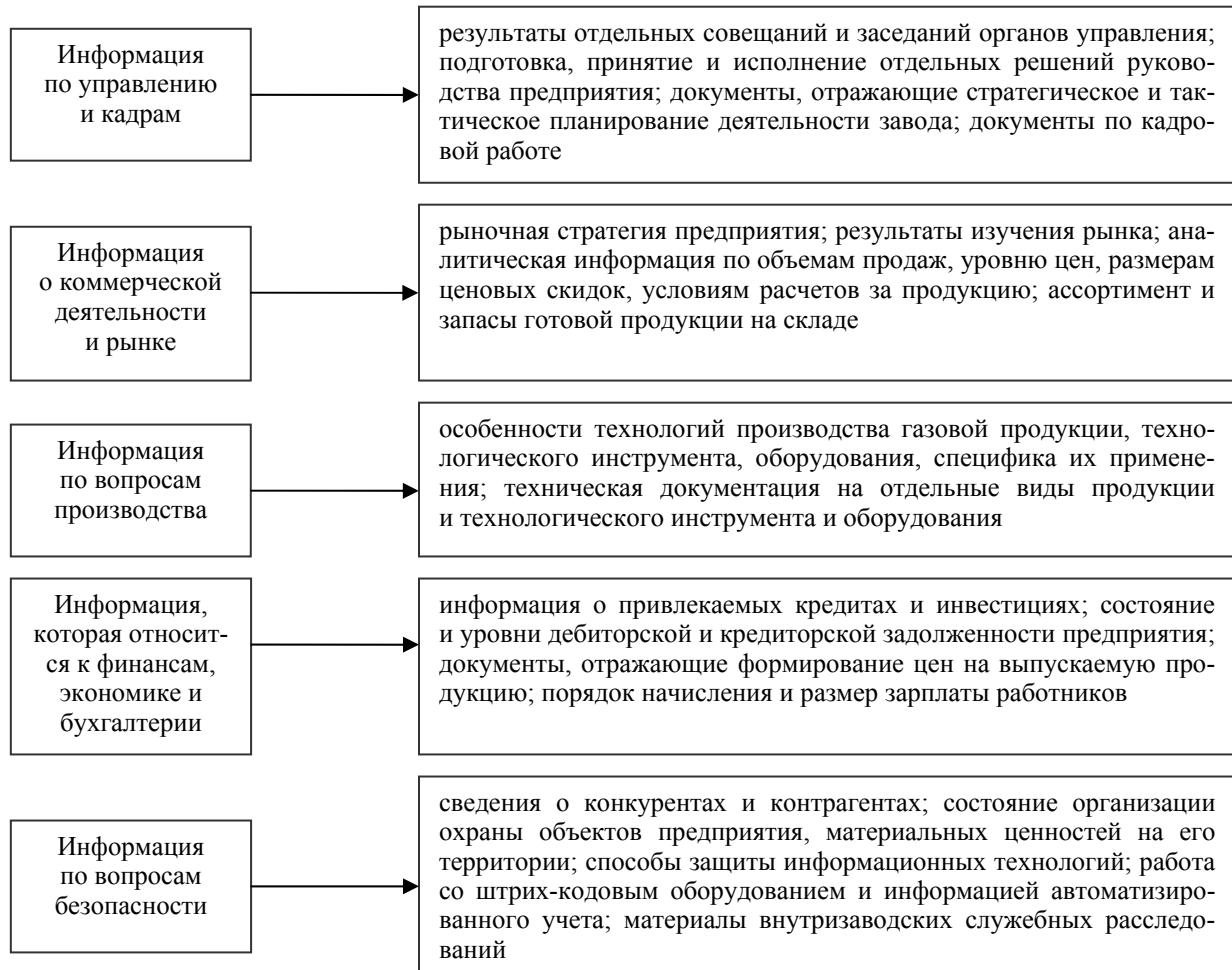 Информация
по управлению
и кадрам
результаты отдельных совещаний и заседаний органов управления;
подготовка, принятие и исполнение отдельных решений руково-
дства предприятия; документы, отражающие стратегическое и так-
тическое планирование деятельности завода; документы по кадро-
вой работе
Информация
о коммерческой
деятельности
и рынке
рыночная стратегия предприятия; результаты изучения рынка; ана-
литическая информация по объемам продаж, уровню цен, размерам
ценовых скидок, условиям расчетов за продукцию; ассортимент и
запасы готовой продукции на складе
Информация
по вопросам
производства
особенности технологий производства газовой продукции, техно-
логического инструмента, оборудования, специфика их примене-
ния; техническая документация на отдельные виды продукции
и технологического инструмента и оборудования
Информация,
которая относит-
ся к финансам,
экономике и
бухгалтерии
информация о привлекаемых кредитах и инвестициях; состояние
и уровни дебиторской и кредиторской задолженности предприятия;
документы, отражающие формирование цен на выпускаемую про-
дукцию; порядок начисления и размер зарплаты работников
Информация
по вопросам
безопасности
сведения о конкурентах и контрагентах; состояние организации
охраны объектов предприятия, материальных ценностей на его
территории; способы защиты информационных технологий; работа
со штрих-кодовым оборудованием и информацией автоматизиро-
ванного учета; материалы внутризаводских служебных расследо-
ваний